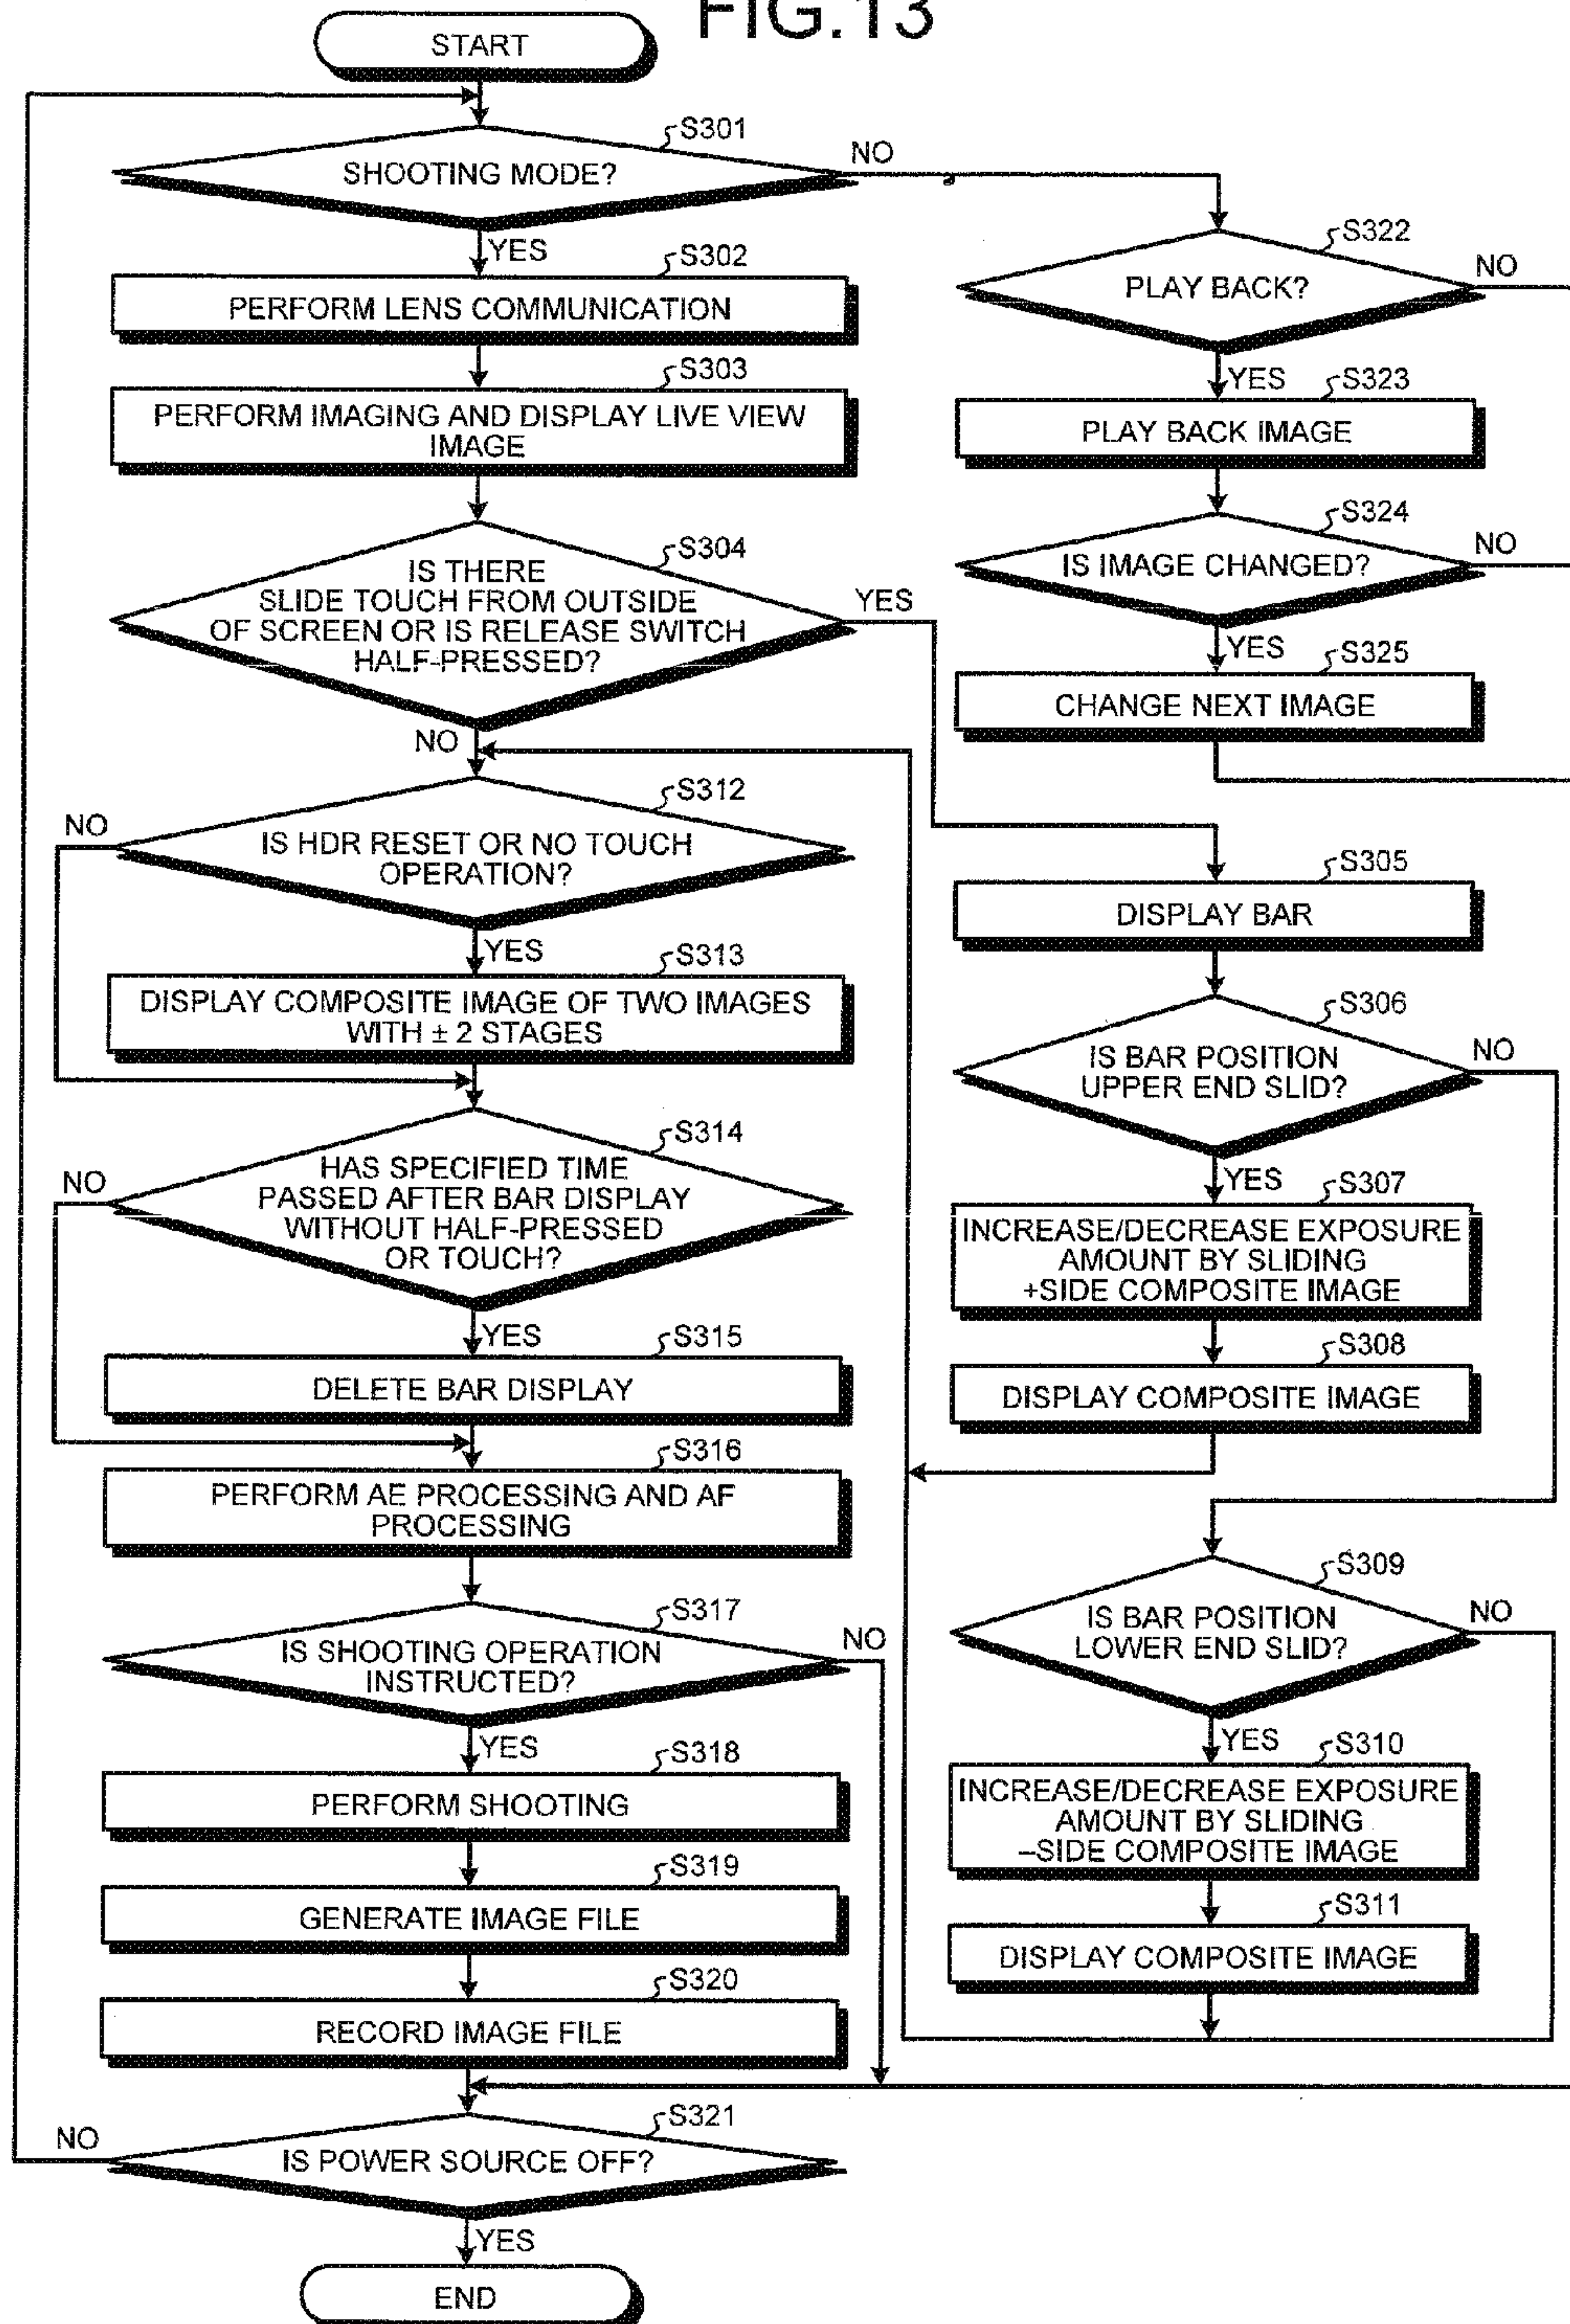 FIG.13
START
S301
SHOOTING MODE?
NO
YES
S302
PERFORM LENS COMMUNICATION
S303
PERFORM IMAGING AND DISPLAY LIVE VIEW
IMAGE
S304
IS THERE
SLIDE TOUCH FROM OUTSIDE
OF SCREEN OR IS RELEASE SWITCH
HALF-PRESSED?
YES
NO
S312
NO
IS HDR RESET OR NO TOUCH
OPERATION?
YES
S313
DISPLAY COMPOSITE IMAGE OF TWO IMAGES
WITH ± 2 STAGES
S314
NO
HAS SPECIFIED TIME
PASSED AFTER BAR DISPLAY
WITHOUT HALF-PRESSED
OR TOUCH?
YES
S315
DELETE BAR DISPLAY
S316
PERFORM AE PROCESSING AND AF
PROCESSING
S317
IS SHOOTING OPERATION
INSTRUCTED?
NO
YES
S318
PERFORM SHOOTING
S319
GENERATE IMAGE FILE
S320
RECORD IMAGE FILE
S321
NO
IS POWER SOURCE OFF?
YES
END
S322
PLAY BACK?
NO
YES
S323
PLAY BACK IMAGE
S324
IS IMAGE CHANGED?
NO
YES
S325
CHANGE NEXT IMAGE
S305
DISPLAY BAR
S306
IS BAR POSITION
UPPER END SLID?
NO
YES
S307
INCREASE/DECREASE EXPOSURE
AMOUNT BY SLIDING
+SIDE COMPOSITE IMAGE
S308
DISPLAY COMPOSITE IMAGE
S309
IS BAR POSITION
LOWER END SLID?
NO
YES
S310
INCREASE/DECREASE EXPOSURE
AMOUNT BY SLIDING
–SIDE COMPOSITE IMAGE
S311
DISPLAY COMPOSITE IMAGE